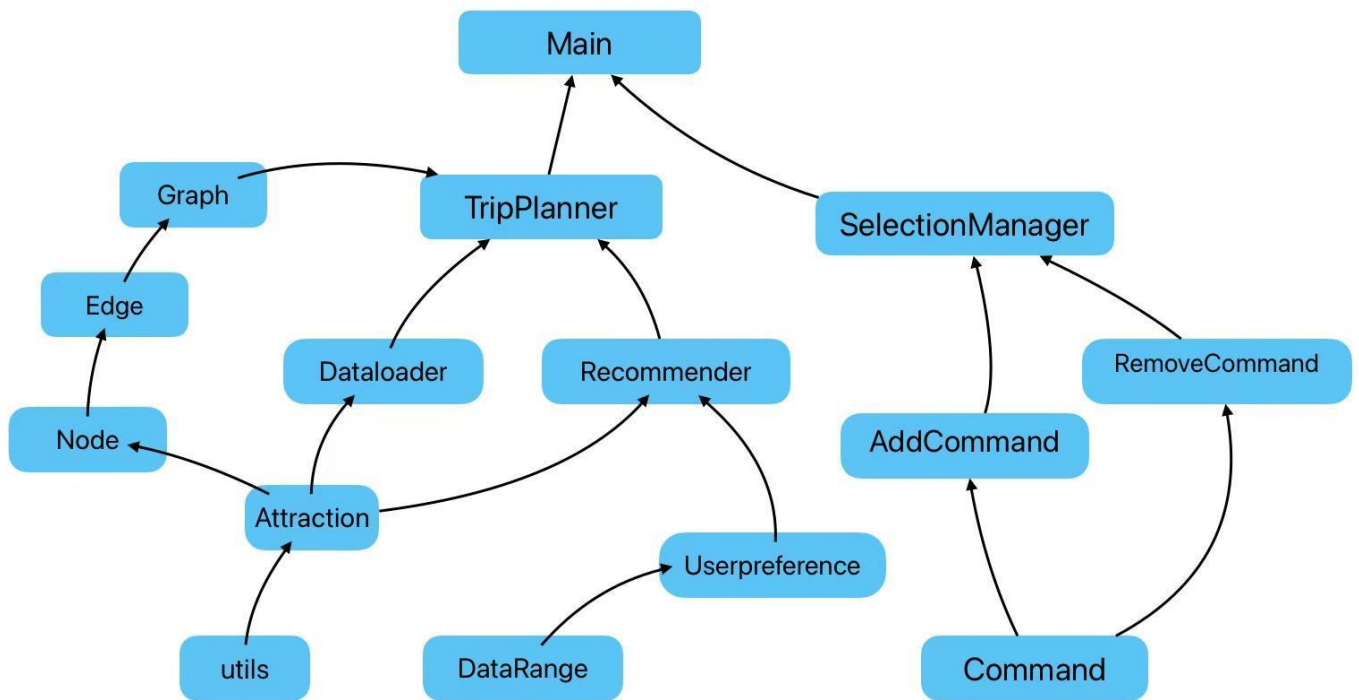 Main
Graph
TripPlanner
SelectionManager
Edge
Dataloader
Recommender
RemoveCommand
Node
AddCommand
Attraction
Userpreference
utils
DataRange
Command